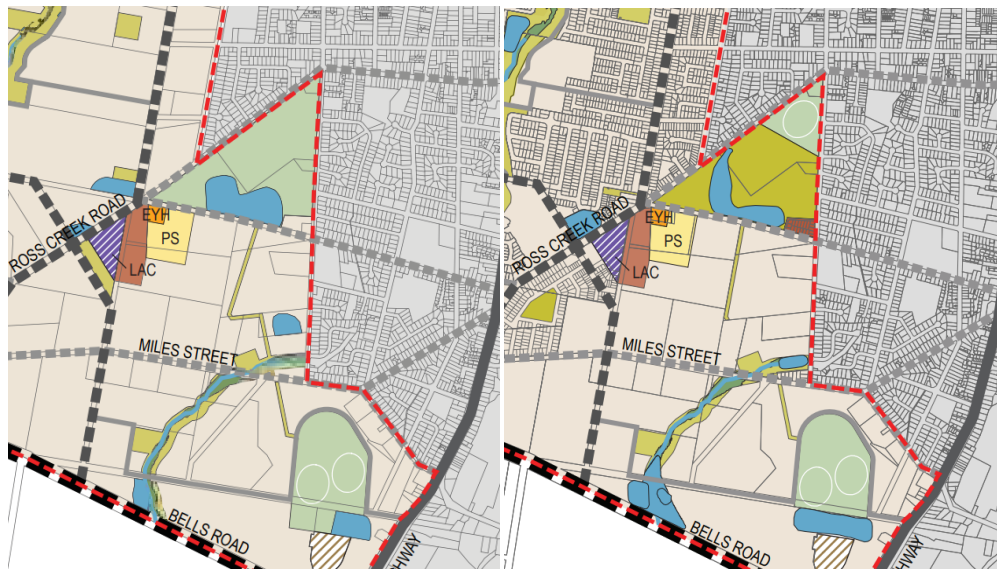 ROSS CREEK ROAD
EYH
PS
LAC
MILES STREET
BELLS ROAD
HWAY
ROSS CREEK ROAD
EYH
PS
LAC
MILES STREET
BELLS ROAD
HWAY